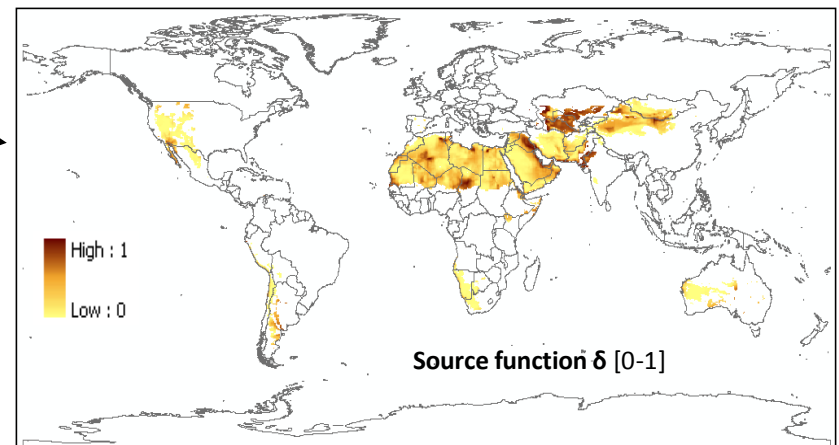 High : 1
Low : 0
Source function δ [0-1]